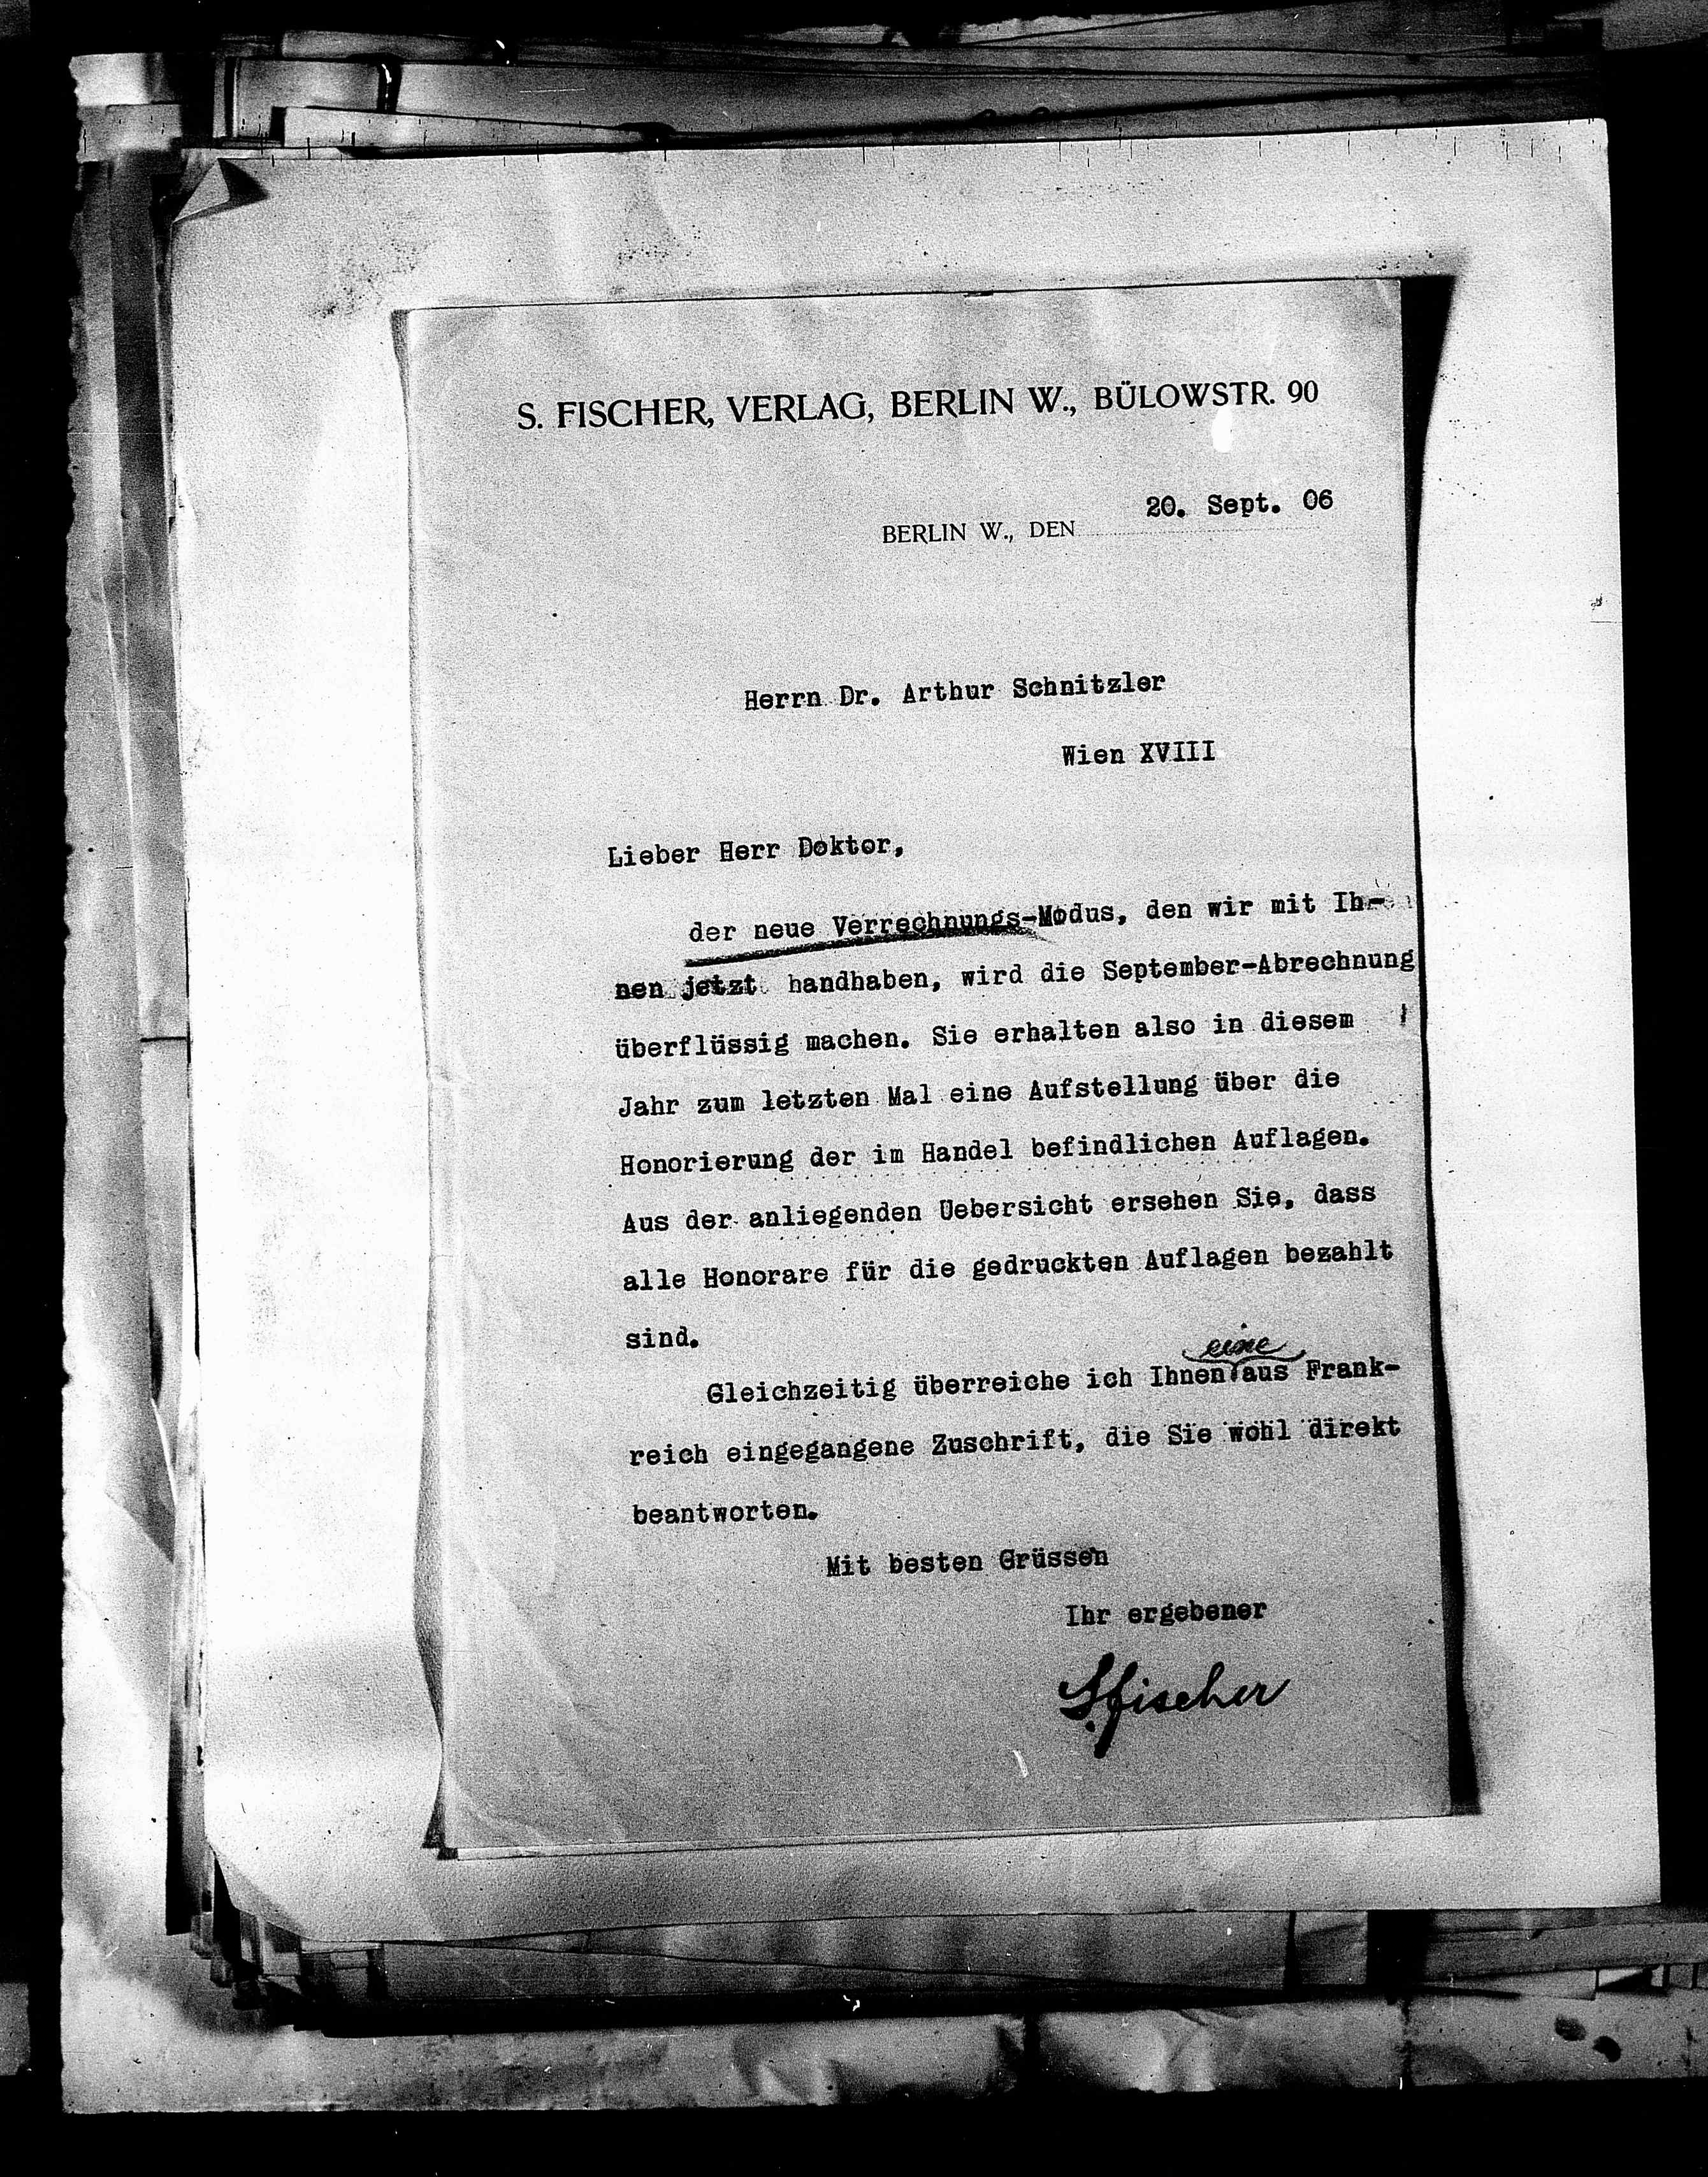 S. FISCHER, VERLAG, BERLIN W., BÜLOWSTR. 90
20. Sept. 06
BERLIN W., DEN
Herrn Dr. Arthur Schnitzler
Wien XVIII
Lieber Herr Doktor,
der neue Verrechnungs-Modus, den wir mit Ih-
nen jetzt handhaben, wird die September-Abrechnung
überflüssig machen. Sie erhalten also in diesem
Jahr zum letzten Mal eine Aufstellung über die
Honorierung der im Handel befindlichen Auflagen.
Aus der anliegenden Uebersicht ersehen Sie, dass
alle Honorare für die gedruckten Auflagen bezahlt
sind.
eine
Gleichzeitig überreiche ich Ihnen aus Frank-
reich eingegangene Zuschrift, die Sie wohl direkt
beantworten.
Mit besten Grüssen
Ihr ergebener
S. Fischer